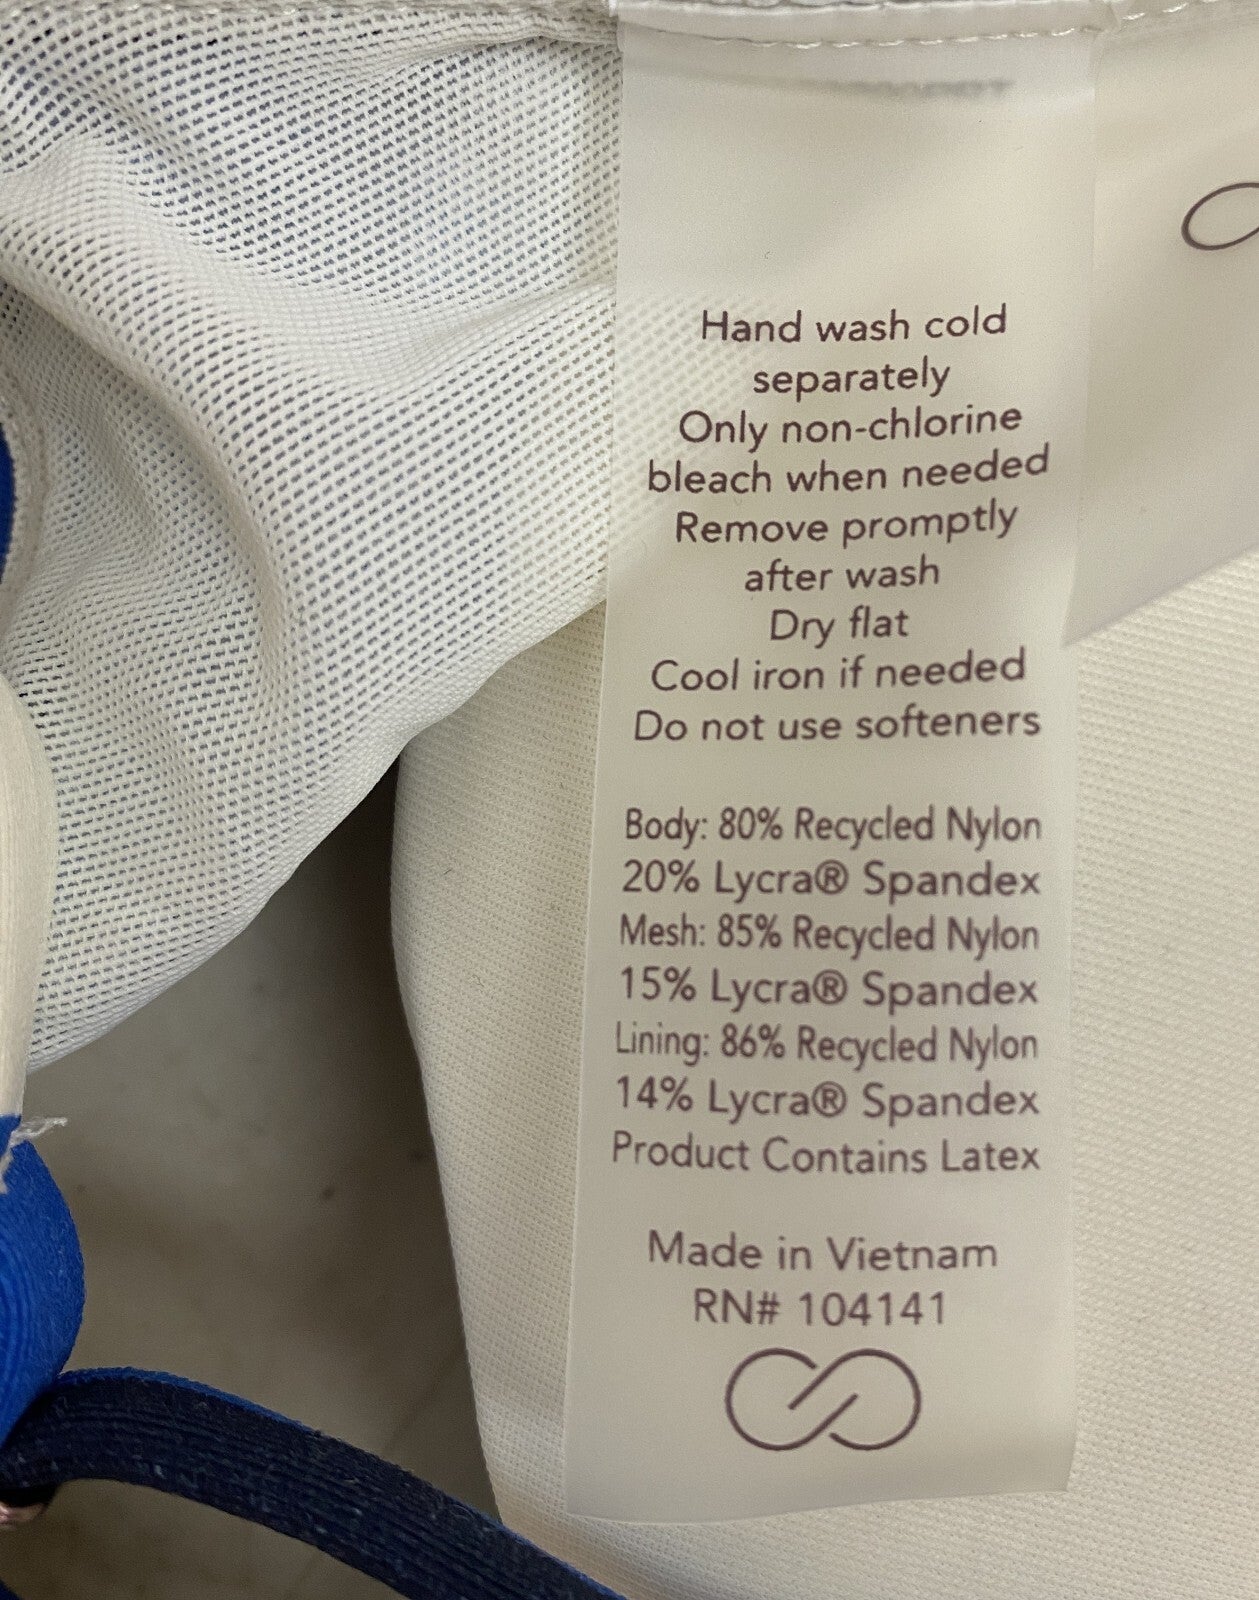 Hand wash cold
separately
Only non-chlorine
bleach when needed
Remove promptly
after wash
Dry flat
Cool iron if needed
Do not use softeners
Body: 80% Recycled Nylon
20% Lycra® Spandex
Mesh: 85% Recycled Nylon
15% Lycra® Spandex
Lining: 86% Recycled Nylon
14% Lycra® Spandex
Product Contains Latex
Made in Vietnam
RN# 104141